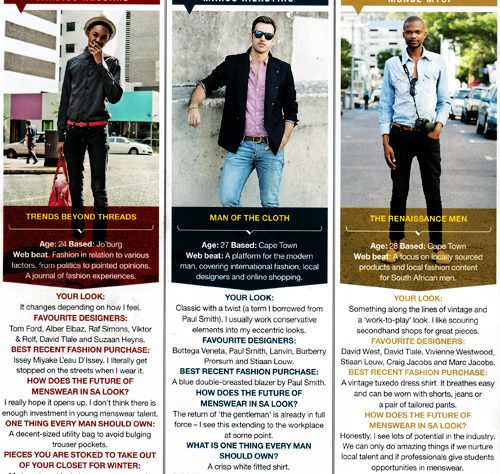 TRENDS BEYOND THREADS
Age: 24 Based: Jo'burg
Web beat: Fashion in relation to various
factors, from politics to pointed opinions.
A journal of fashion experiences.
YOUR LOOK:
It changes depending on how I feel.
FAVOURITE DESIGNERS:
Tom Ford, Alber Elbaz, Raf Simons, Viktor
& Rolf, David Tlale and Suzaan Heyns.
BEST RECENT FASHION PURCHASE:
Issey Miyake L'eau D'Issey. I literally get
stopped on the streets when I wear it.
HOW DOES THE FUTURE OF
MENSWEAR IN SA LOOK?
I really hope it opens up. I don't think there is
enough investment in young menswear talent.
ONE THING EVERY MAN SHOULD OWN:
A decent-sized utility bag to avoid bulging
trouser pockets.
PIECES YOU ARE STOKED TO TAKE OUT
OF YOUR CLOSET FOR WINTER:
MAN OF THE CLOTH
Age: 27 Based: Cape Town
Web beat: A platform for the modern
man, covering international fashion, local
designers and online shopping.
YOUR LOOK:
Classic with a twist (a term I borrowed from
Paul Smith). I usually work conservative
elements into my eccentric looks.
FAVOURITE DESIGNERS:
Bottega Veneta, Paul Smith, Lanvin, Burberry
Prorsum and Stiaan Louw.
BEST RECENT FASHION PURCHASE:
A blue double-breasted blazer by Paul Smith.
HOW DOES THE FUTURE OF
MENSWEAR IN SA LOOK?
The return of 'the gentleman' is already in full
force – I see this extending to the workplace
at some point.
WHAT IS ONE THING EVERY MAN
SHOULD OWN?
A crisp white fitted shirt.
THE RENAISSANCE MEN
Age: 28 Based: Cape Town
Web beat: A focus on locally sourced
products and local fashion content
for South African men.
YOUR LOOK:
Something along the lines of vintage and
a 'work-to-play' look. I like scouring
secondhand shops for great pieces.
FAVOURITE DESIGNERS:
David West, David Tlale, Vivienne Westwood,
Stiaan Louw, Craig Jacobs and Marc Jacobs.
BEST RECENT FASHION PURCHASE:
A vintage tuxedo dress shirt. It breathes easy
and can be worn with shorts, jeans or
a pair of tailored pants.
HOW DOES THE FUTURE OF
MENSWEAR IN SA LOOK?
Honestly, I see lots of potential in the industry.
We can only do amazing things if we nurture
local talent and if professionals give students
opportunities in menswear.